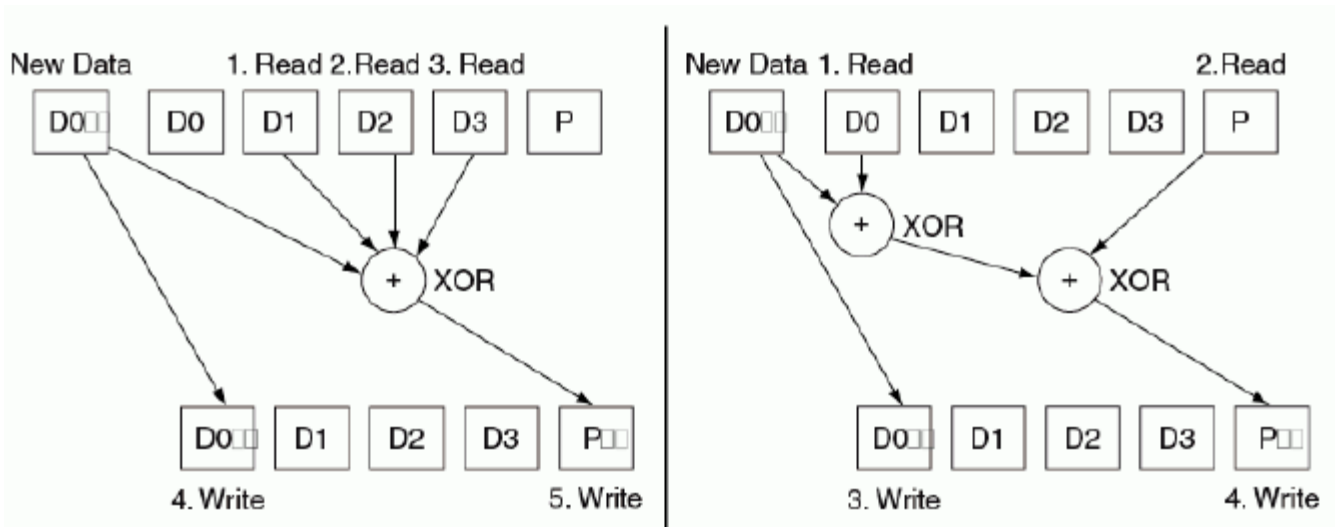 New Data 1. Read 2.Read 3. Read
D0▯▯ D0 D1 D2 D3 P
+ XOR
D0▯▯ D1 D2 D3 P▯▯
4. Write 5. Write
New Data 1. Read 2.Read
D0▯▯ D0 D1 D2 D3 P
+ XOR
+ XOR
D0▯▯ D1 D2 D3 P▯▯
3. Write 4. Write